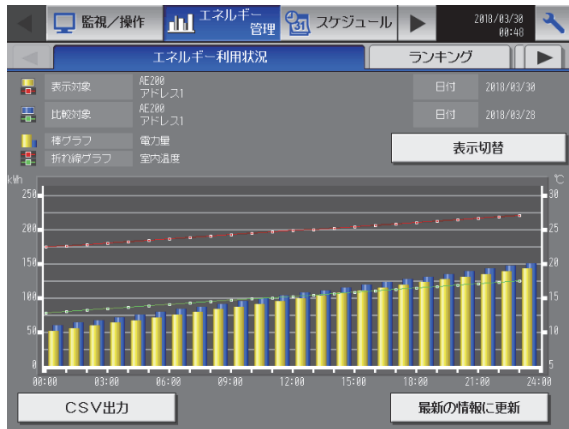 監視／操作
エネルギー管理
スケジュール
2018/03/30
00:48
エネルギー利用状況
ランキング
表示対象
AE200
アドレス1
日付
2018/03/30
比較対象
AE200
アドレス1
日付
2018/03/28
棒グラフ
電力量
折れ線グラフ
室内温度
表示切替
kWh
℃
250
200
150
100
50
0
30
25
20
15
10
5
00:00 03:00 06:00 09:00 12:00 15:00 18:00 21:00 24:00
CSV出力
最新の情報に更新